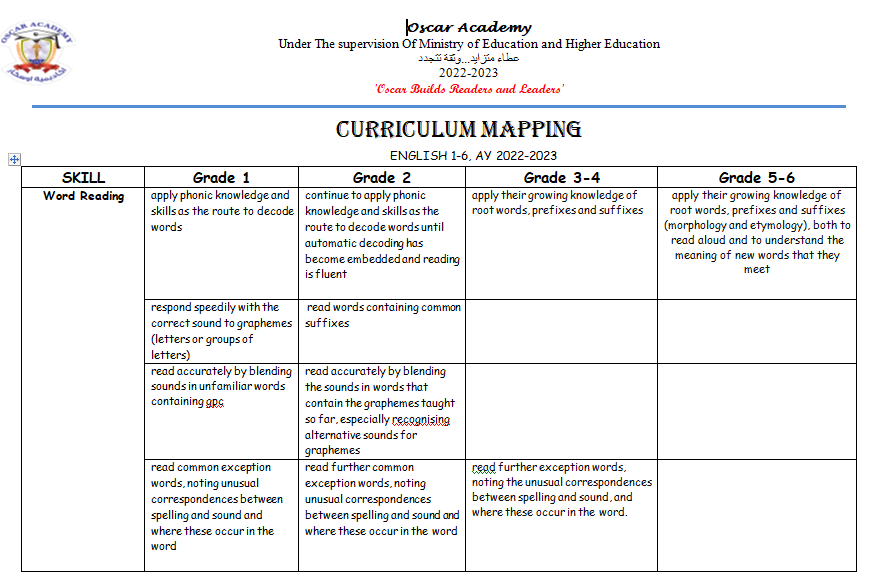 OSCAR ACADEMY
أكاديمية أوسكار
Oscar Academy
Under The supervision Of Ministry of Education and Higher Education
عطاء متزايد...وثقة تتجدد
2022-2023
'Oscar Builds Readers and Leaders'
CURRICULUM MAPPING
ENGLISH 1-6, AY 2022-2023
SKILL
Grade 1
Grade 2
Grade 3-4
Grade 5-6
Word Reading
apply phonic knowledge and
skills as the route to decode
words
continue to apply phonic
knowledge and skills as the
route to decode words until
automatic decoding has
become embedded and reading
is fluent
apply their growing knowledge of
root words, prefixes and suffixes
apply their growing knowledge of
root words, prefixes and suffixes
(morphology and etymology), both to
read aloud and to understand the
meaning of new words that they
meet
respond speedily with the
correct sound to graphemes
(letters or groups of
letters)
read words containing common
suffixes
read accurately by blending
sounds in unfamiliar words
containing gpc
read accurately by blending
the sounds in words that
contain the graphemes taught
so far, especially recognising
alternative sounds for
graphemes
read common exception
words, noting unusual
correspondences between
spelling and sound and
where these occur in the
word
read further common
exception words, noting
unusual correspondences
between spelling and sound and
where these occur in the word
read further exception words,
noting the unusual correspondences
between spelling and sound, and
where these occur in the word.